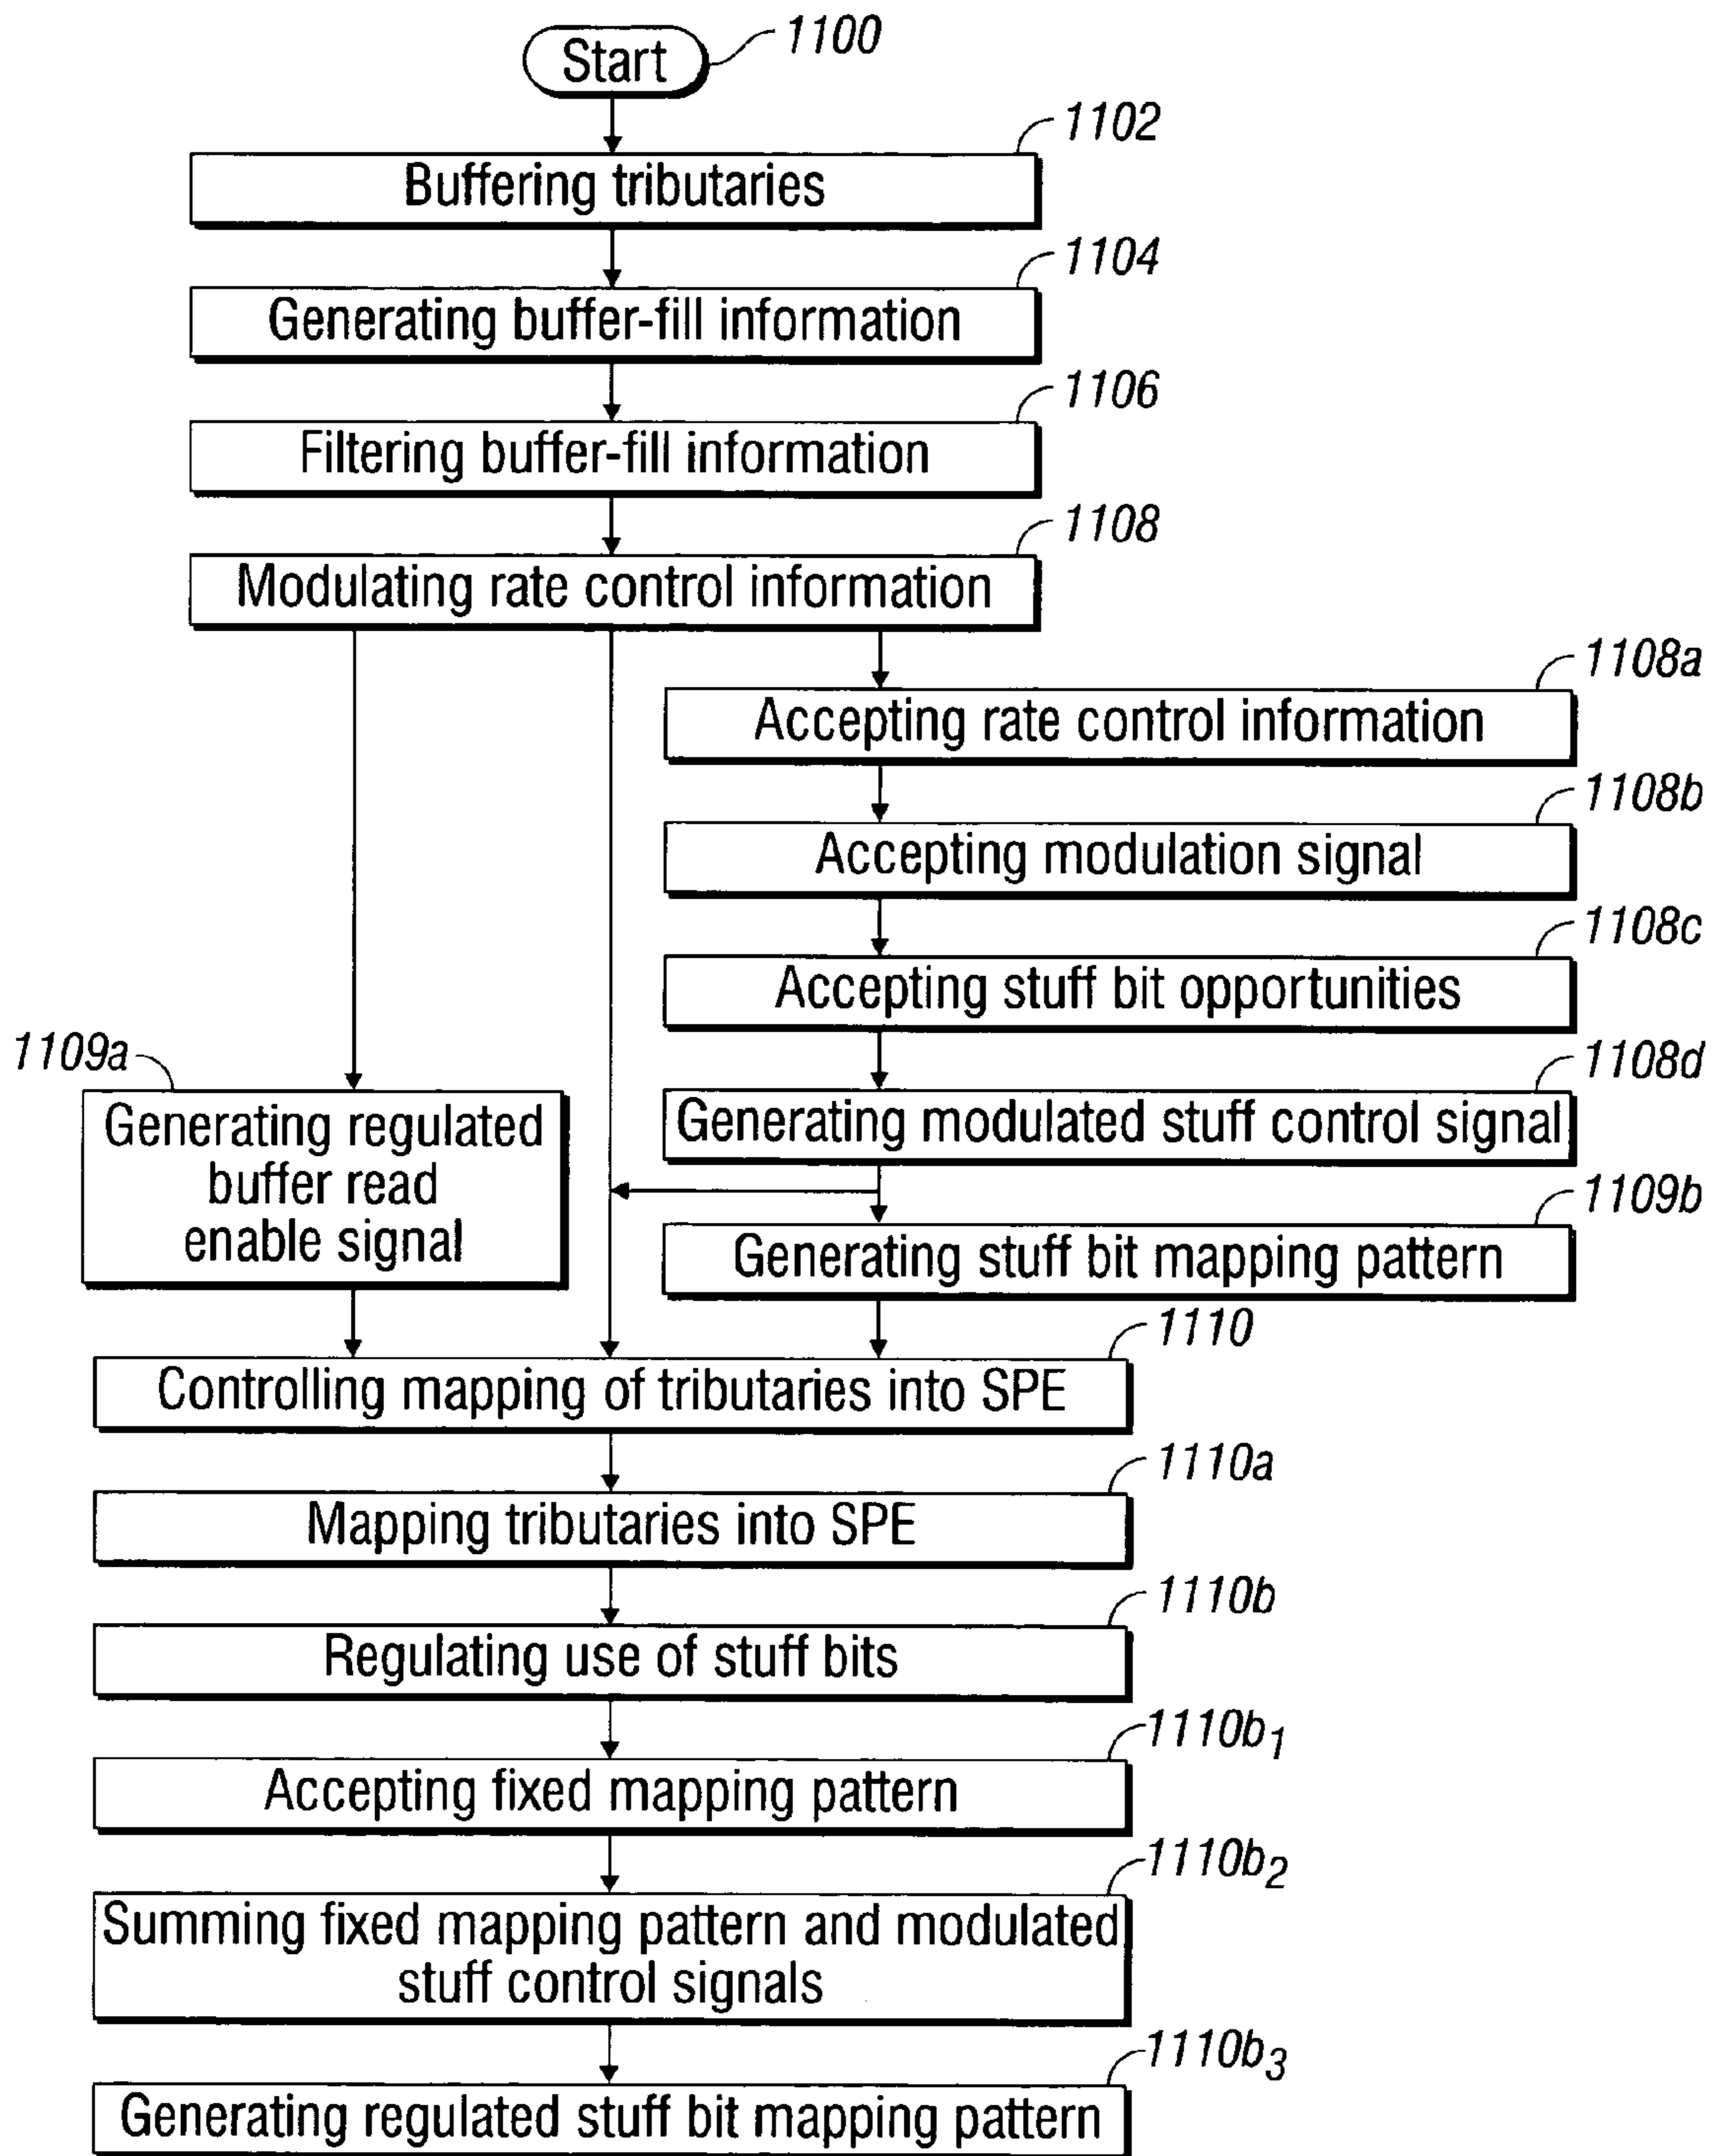 Start
1100
1102
Buffering tributaries
1104
Generating buffer-fill information
1106
Filtering buffer-fill information
1108
Modulating rate control information
1108a
Accepting rate control information
1108b
Accepting modulation signal
1108c
Accepting stuff bit opportunities
1109a
Generating regulated
buffer read
enable signal
1108d
Generating modulated stuff control signal
1109b
Generating stuff bit mapping pattern
1110
Controlling mapping of tributaries into SPE
1110a
Mapping tributaries into SPE
1110b
Regulating use of stuff bits
1110b1
Accepting fixed mapping pattern
1110b2
Summing fixed mapping pattern and modulated
stuff control signals
1110b3
Generating regulated stuff bit mapping pattern